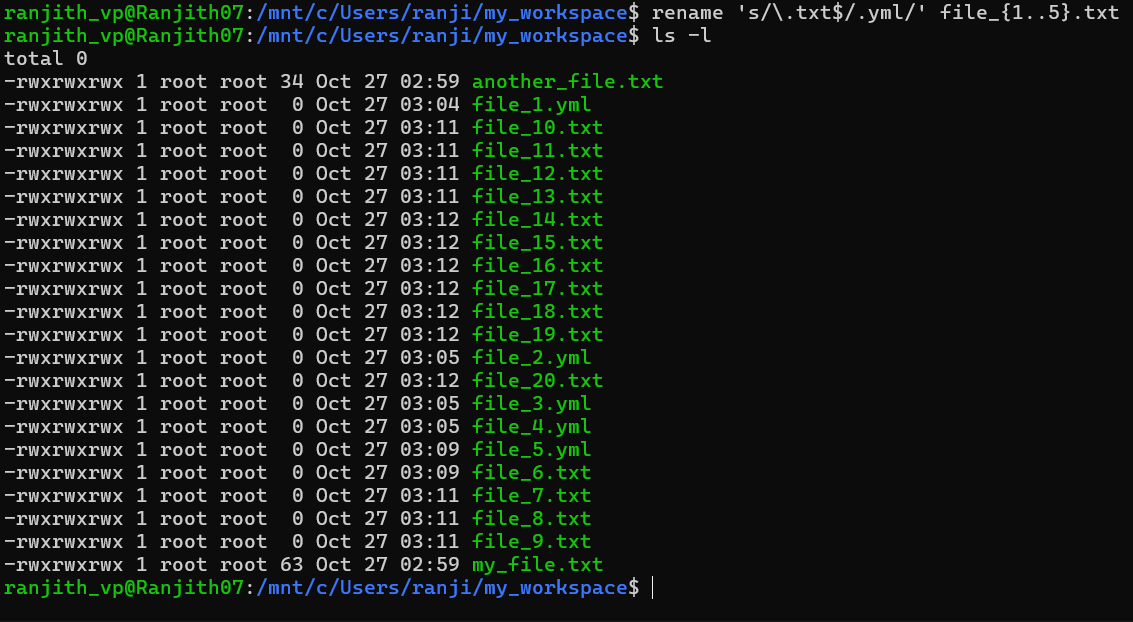 ranjith_vp@Ranjith07:/mnt/c/Users/ranji/my_workspace$ rename 's/\.txt$/.yml/' file_{1..5}.txt
ranjith_vp@Ranjith07:/mnt/c/Users/ranji/my_workspace$ ls -l
total 0
-rwxrwxrwx 1 root root 34 Oct 27 02:59 another_file.txt
-rwxrwxrwx 1 root root  0 Oct 27 03:04 file_1.yml
-rwxrwxrwx 1 root root  0 Oct 27 03:11 file_10.txt
-rwxrwxrwx 1 root root  0 Oct 27 03:11 file_11.txt
-rwxrwxrwx 1 root root  0 Oct 27 03:11 file_12.txt
-rwxrwxrwx 1 root root  0 Oct 27 03:11 file_13.txt
-rwxrwxrwx 1 root root  0 Oct 27 03:12 file_14.txt
-rwxrwxrwx 1 root root  0 Oct 27 03:12 file_15.txt
-rwxrwxrwx 1 root root  0 Oct 27 03:12 file_16.txt
-rwxrwxrwx 1 root root  0 Oct 27 03:12 file_17.txt
-rwxrwxrwx 1 root root  0 Oct 27 03:12 file_18.txt
-rwxrwxrwx 1 root root  0 Oct 27 03:12 file_19.txt
-rwxrwxrwx 1 root root  0 Oct 27 03:05 file_2.yml
-rwxrwxrwx 1 root root  0 Oct 27 03:12 file_20.txt
-rwxrwxrwx 1 root root  0 Oct 27 03:05 file_3.yml
-rwxrwxrwx 1 root root  0 Oct 27 03:05 file_4.yml
-rwxrwxrwx 1 root root  0 Oct 27 03:09 file_5.yml
-rwxrwxrwx 1 root root  0 Oct 27 03:09 file_6.txt
-rwxrwxrwx 1 root root  0 Oct 27 03:11 file_7.txt
-rwxrwxrwx 1 root root  0 Oct 27 03:11 file_8.txt
-rwxrwxrwx 1 root root  0 Oct 27 03:11 file_9.txt
-rwxrwxrwx 1 root root 63 Oct 27 02:59 my_file.txt
ranjith_vp@Ranjith07:/mnt/c/Users/ranji/my_workspace$